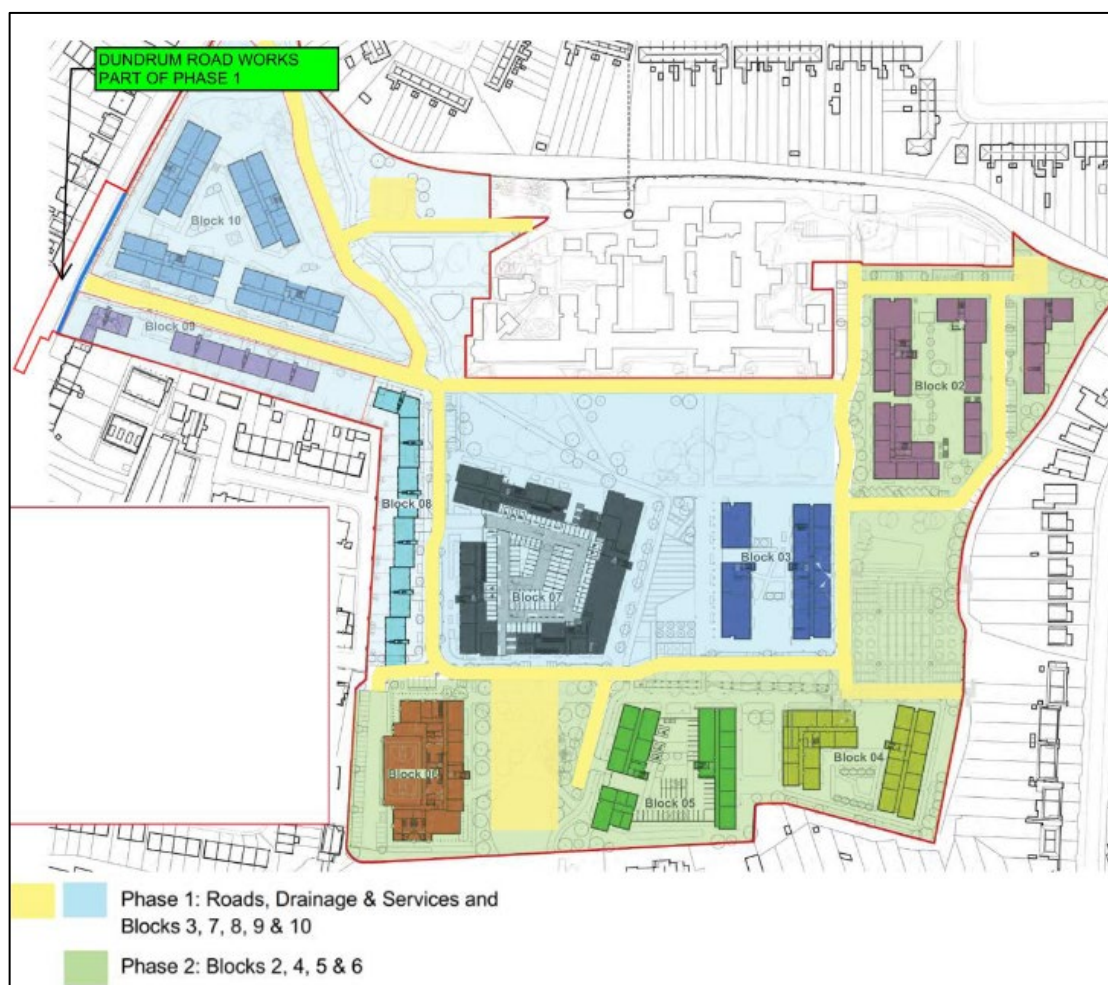 DUNDRUM ROAD WORKS
PART OF PHASE 1
Block 10
Block 09
Block 02
Block 08
Block 03
Block 07
Block 04
Block 06
Block 05
Phase 1: Roads, Drainage & Services and
Blocks 3, 7, 8, 9 & 10
Phase 2: Blocks 2, 4, 5 & 6